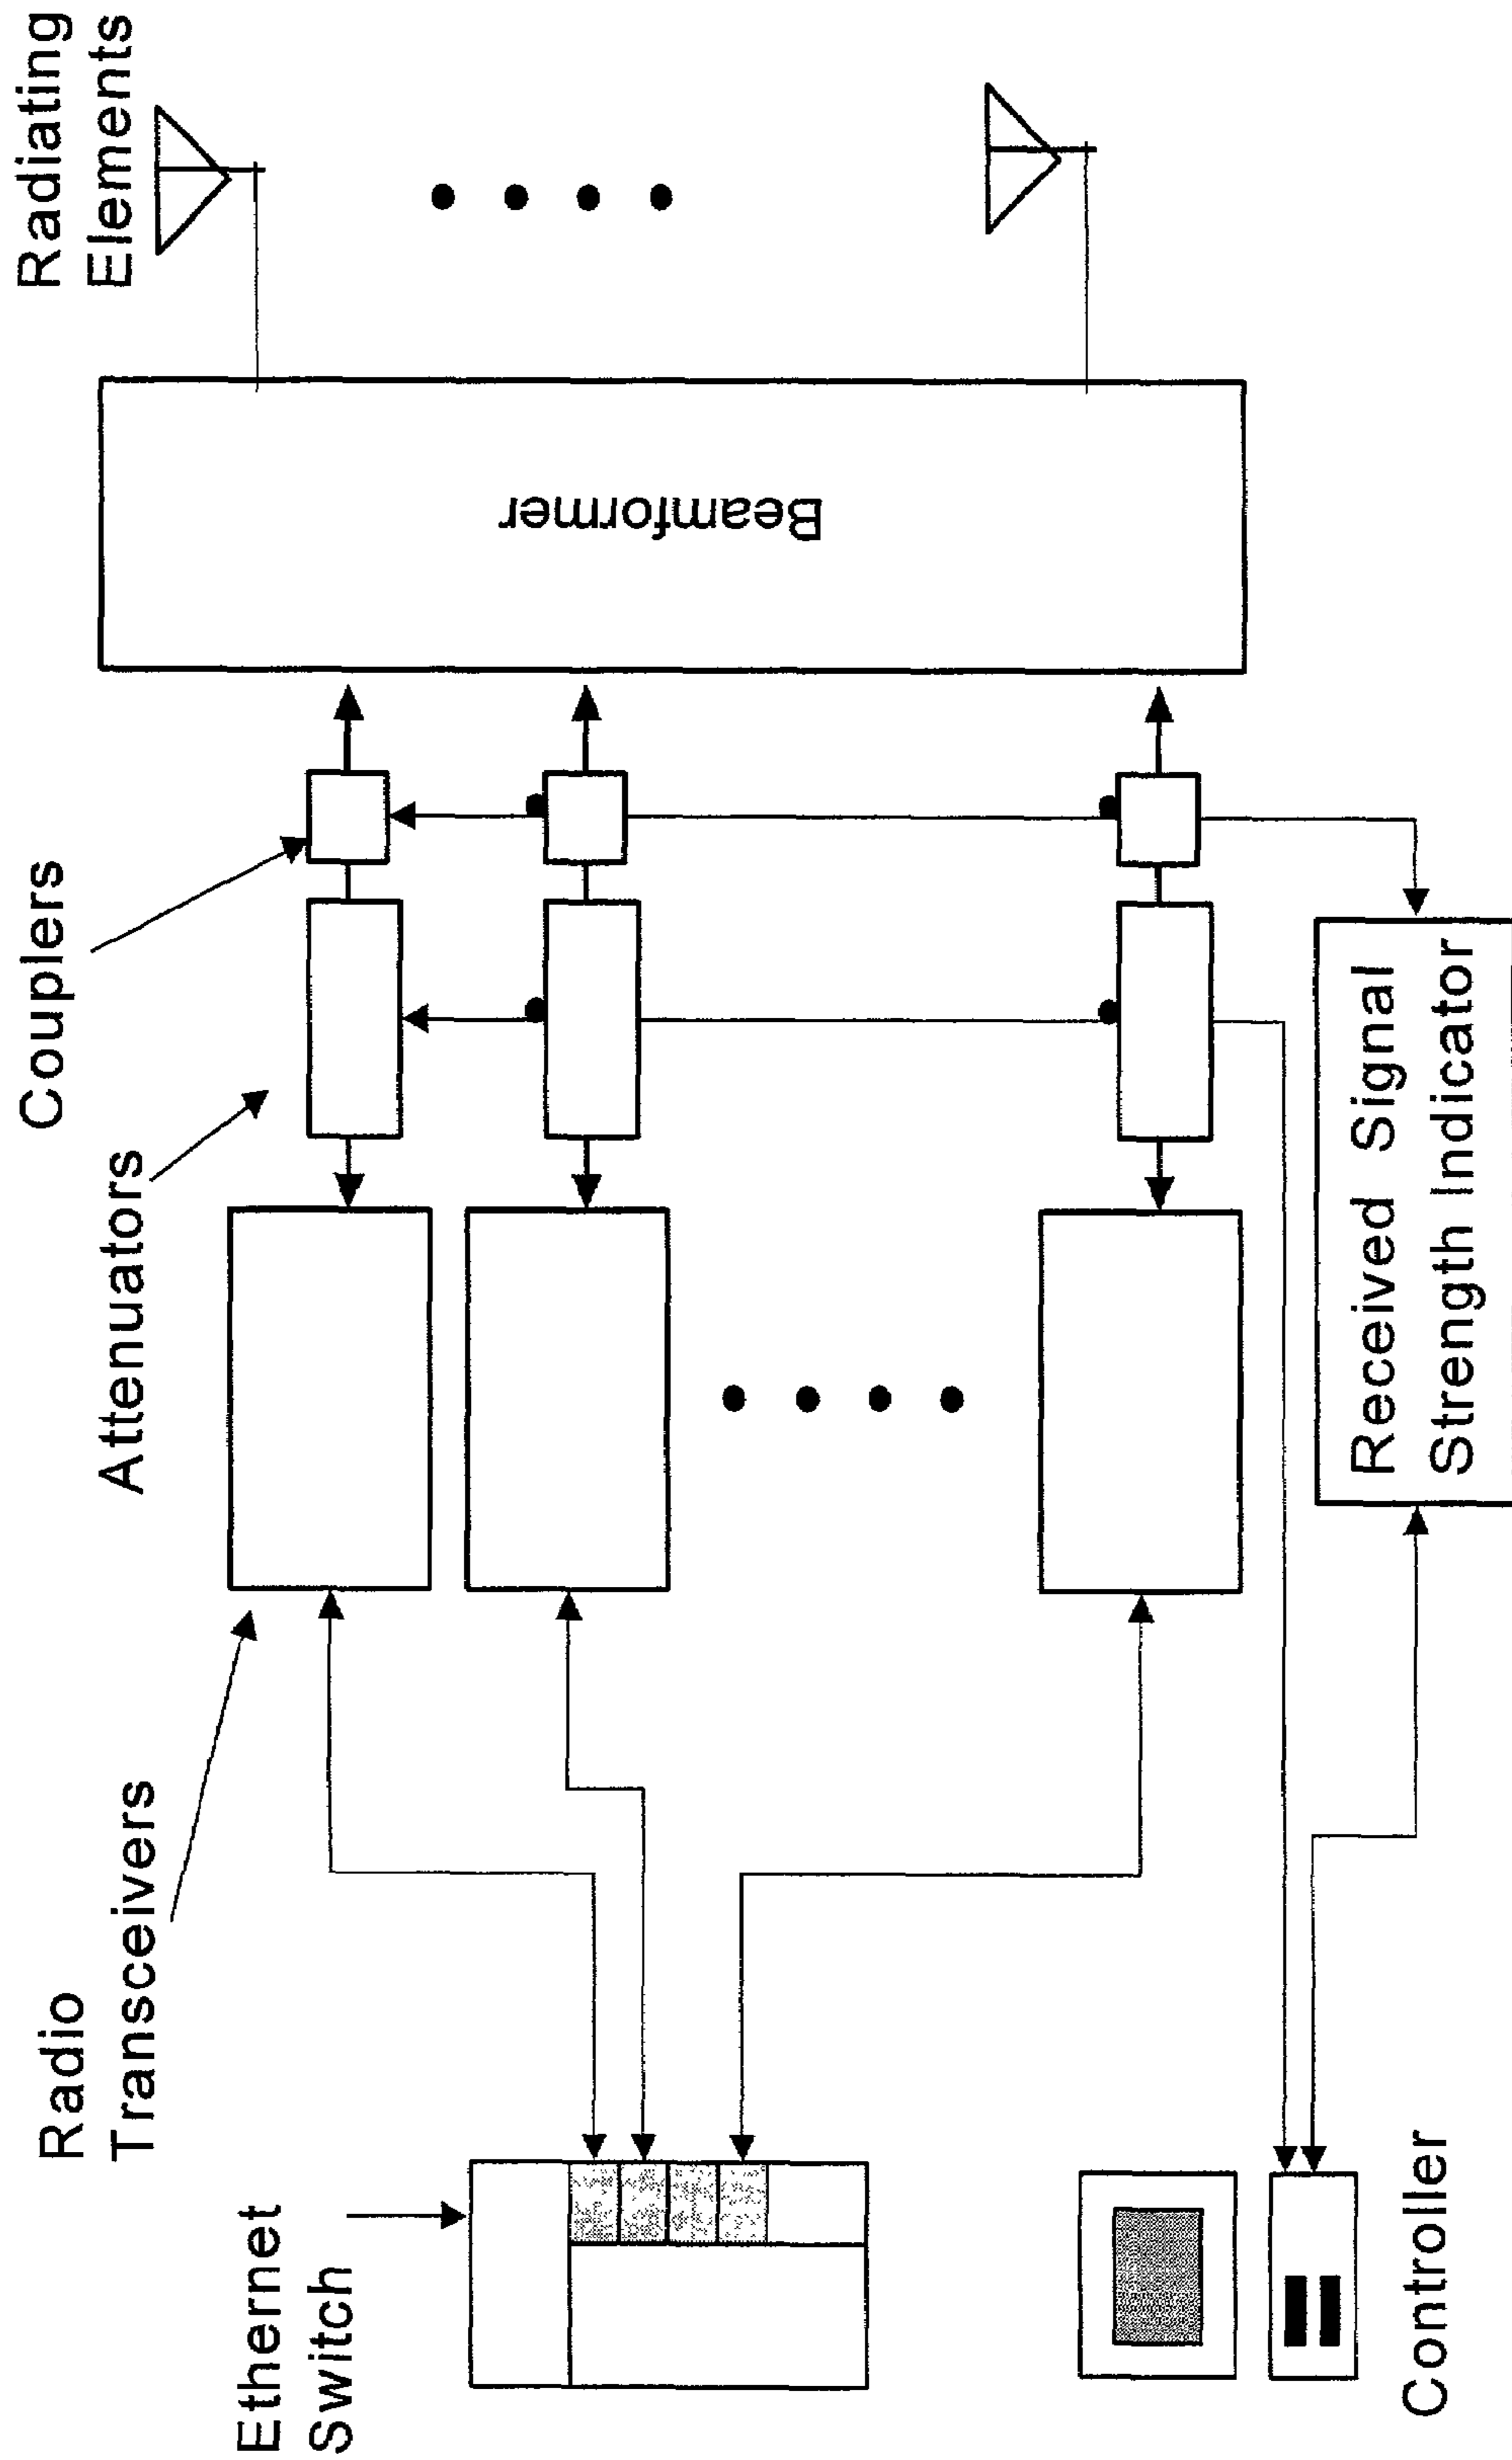 Ethernet
Switch
Radio
Transceivers
Attenuators
Couplers
Radiating
Elements
Beamformer
Received Signal
Strength Indicator
Controller